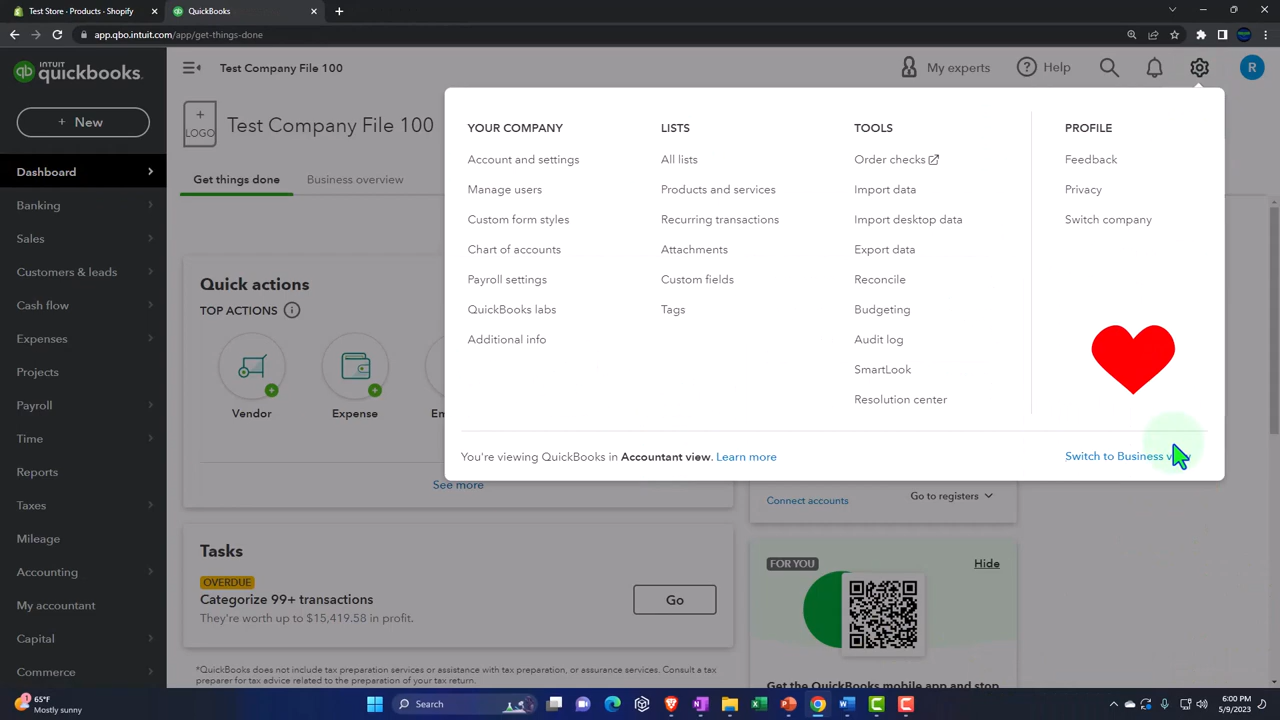 Test Store - Products - Shopify
QuickBooks
app.qbo.intuit.com/app/get-things-done
INTUIT
quickbooks.
Test Company File 100
My experts
Help
R
+ New
+
LOGO
Test Company File 100
Get things done
Business overview
Dashboard
Banking
Sales
Customers & leads
Cash flow
Expenses
Projects
Payroll
Time
Reports
Taxes
Mileage
Accounting
My accountant
Capital
Commerce
YOUR COMPANY
Account and settings
Manage users
Custom form styles
Chart of accounts
Payroll settings
QuickBooks labs
Additional info
LISTS
All lists
Products and services
Recurring transactions
Attachments
Custom fields
Tags
TOOLS
Order checks
Import data
Import desktop data
Export data
Reconcile
Budgeting
Audit log
SmartLook
Resolution center
PROFILE
Feedback
Privacy
Switch company
You're viewing QuickBooks in Accountant view. Learn more
Switch to Business
Quick actions
TOP ACTIONS
Vendor
Expense
See more
Connect accounts
Go to registers
Tasks
OVERDUE
Categorize 99+ transactions
They're worth up to $15,419.58 in profit.
Go
FOR YOU
Hide
Get the QuickBooks mobile app and stop
*QuickBooks does not include tax preparation services or assistance with tax preparation, or assurance services. Consult a tax
preparer for tax advice related to the preparation of your tax return.
65°F
Mostly sunny
Search
6:00 PM
5/9/2023